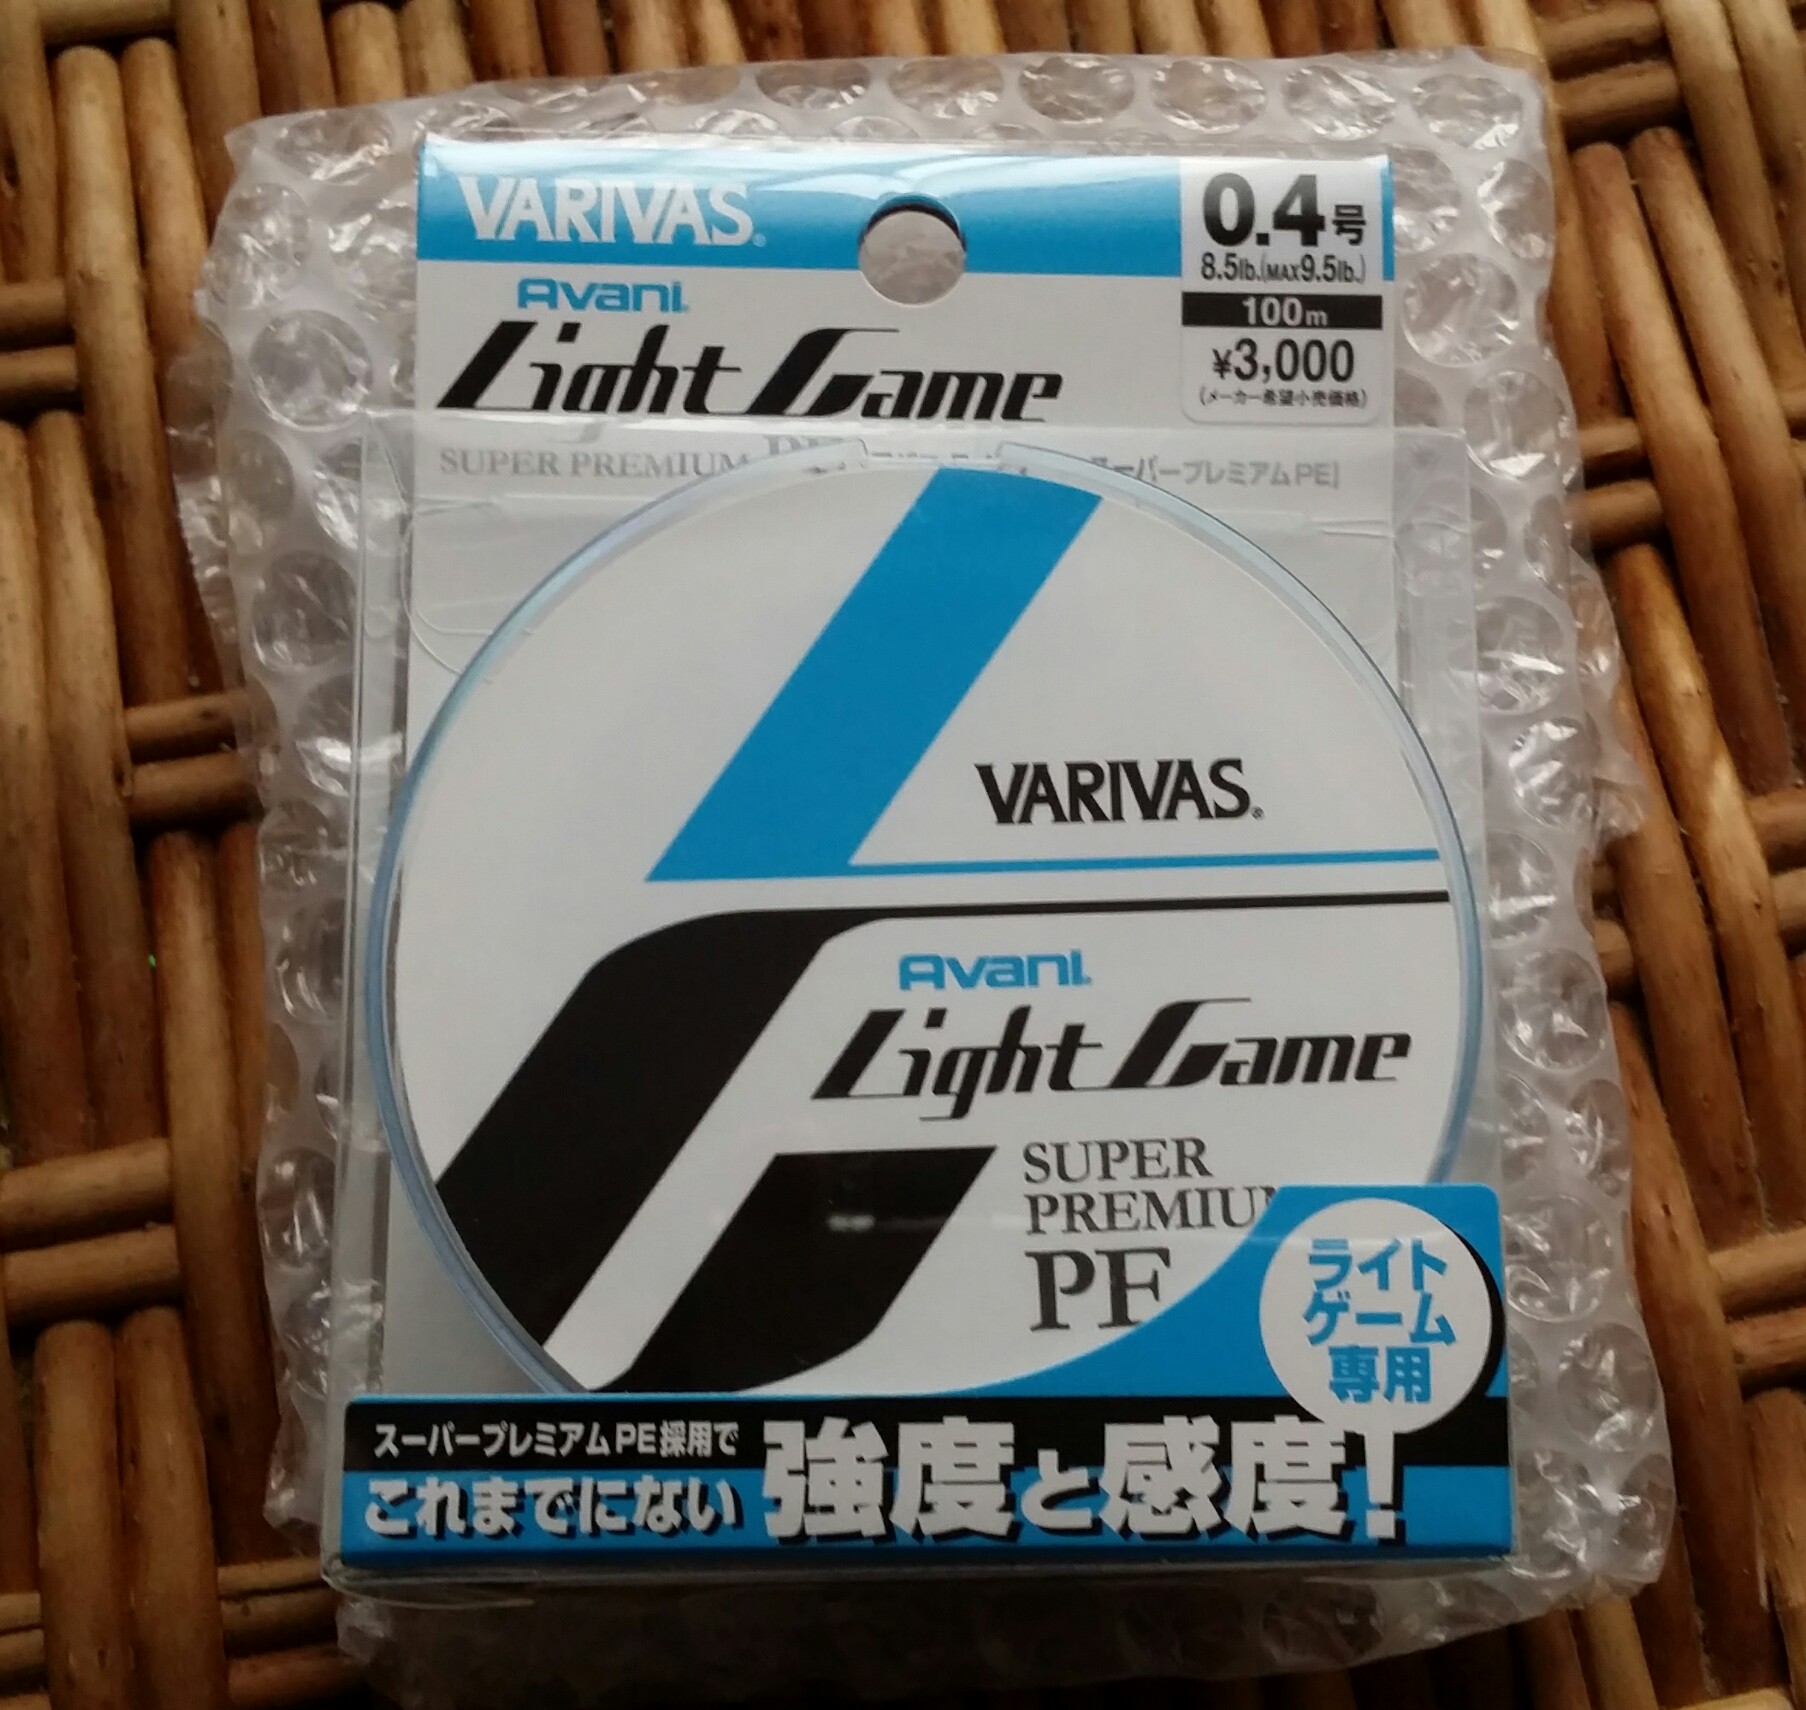 VARIVAS®
0.4号
8.5lb.(MAX9.5lb.)
100m
¥3,000
(メーカー希望小売価格)
Avani®
Light Game
SUPER PREMIUM PE
ーパープレミアムPE]
VARIVAS®
Avani®
Light Game
SUPER
PREMIU
PE
ライト
ゲーム
専用
スーパープレミアムPE採用で
これまでにない 強度と感度!